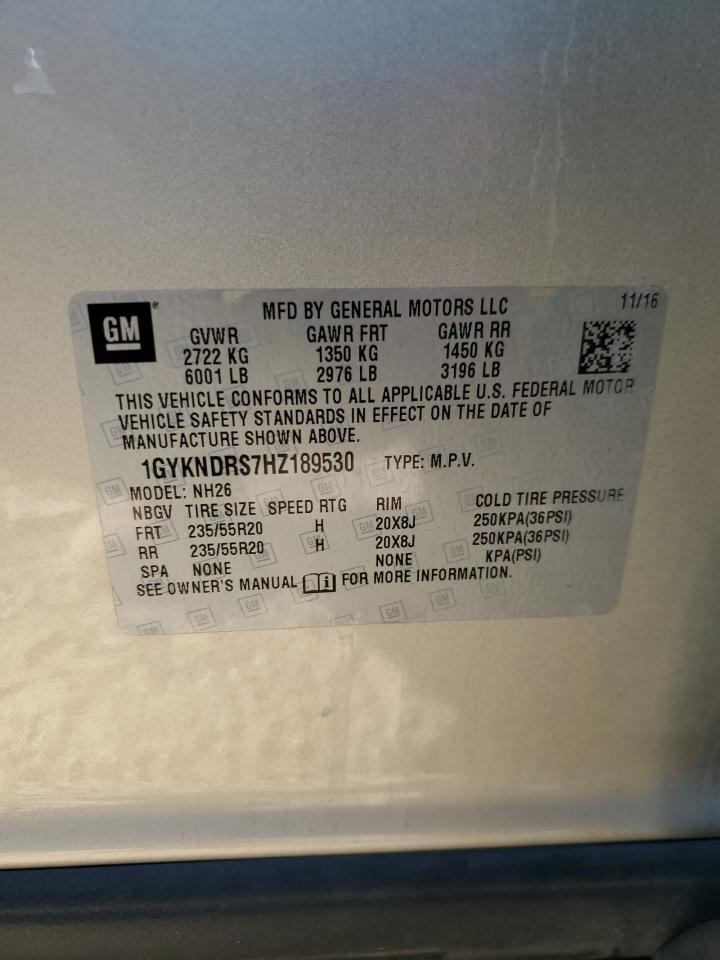 GM
MFD BY GENERAL MOTORS LLC 11/16
GVWR GAWR FRT GAWR RR
2722 KG 1350 KG 1450 KG
6001 LB 2976 LB 3196 LB
THIS VEHICLE CONFORMS TO ALL APPLICABLE U.S. FEDERAL MOTOR
VEHICLE SAFETY STANDARDS IN EFFECT ON THE DATE OF
MANUFACTURE SHOWN ABOVE.
1GYKNDRS7HZ189530 TYPE: M.P.V.
MODEL: NH26
NBGV TIRE SIZE SPEED RTG RIM COLD TIRE PRESSURE
FRT 235/55R20 H 20X8J 250KPA(36PSI)
RR 235/55R20 H 20X8J 250KPA(36PSI)
SPA NONE NONE KPA(PSI)
SEE OWNER'S MANUAL i FOR MORE INFORMATION.